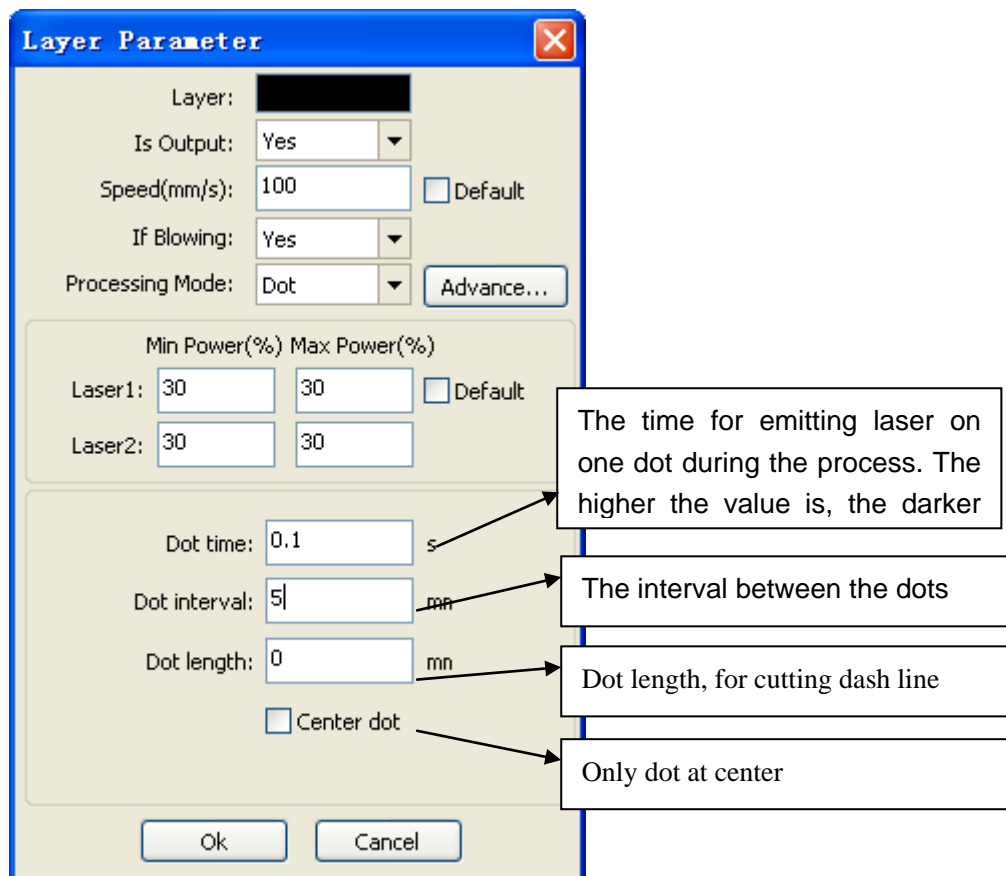 Layer Parameter
Layer:
Is Output: Yes
Speed(mm/s): 100 Default
If Blowing: Yes
Processing Mode: Dot Advance...
Min Power(%) Max Power(%)
Laser1: 30 30 Default
Laser2: 30 30
The time for emitting laser on
one dot during the process. The
higher the value is, the darker
Dot time: 0.1 s
Dot interval: 5 mn
The interval between the dots
Dot length: 0 mn
Dot length, for cutting dash line
Center dot
Only dot at center
Ok Cancel